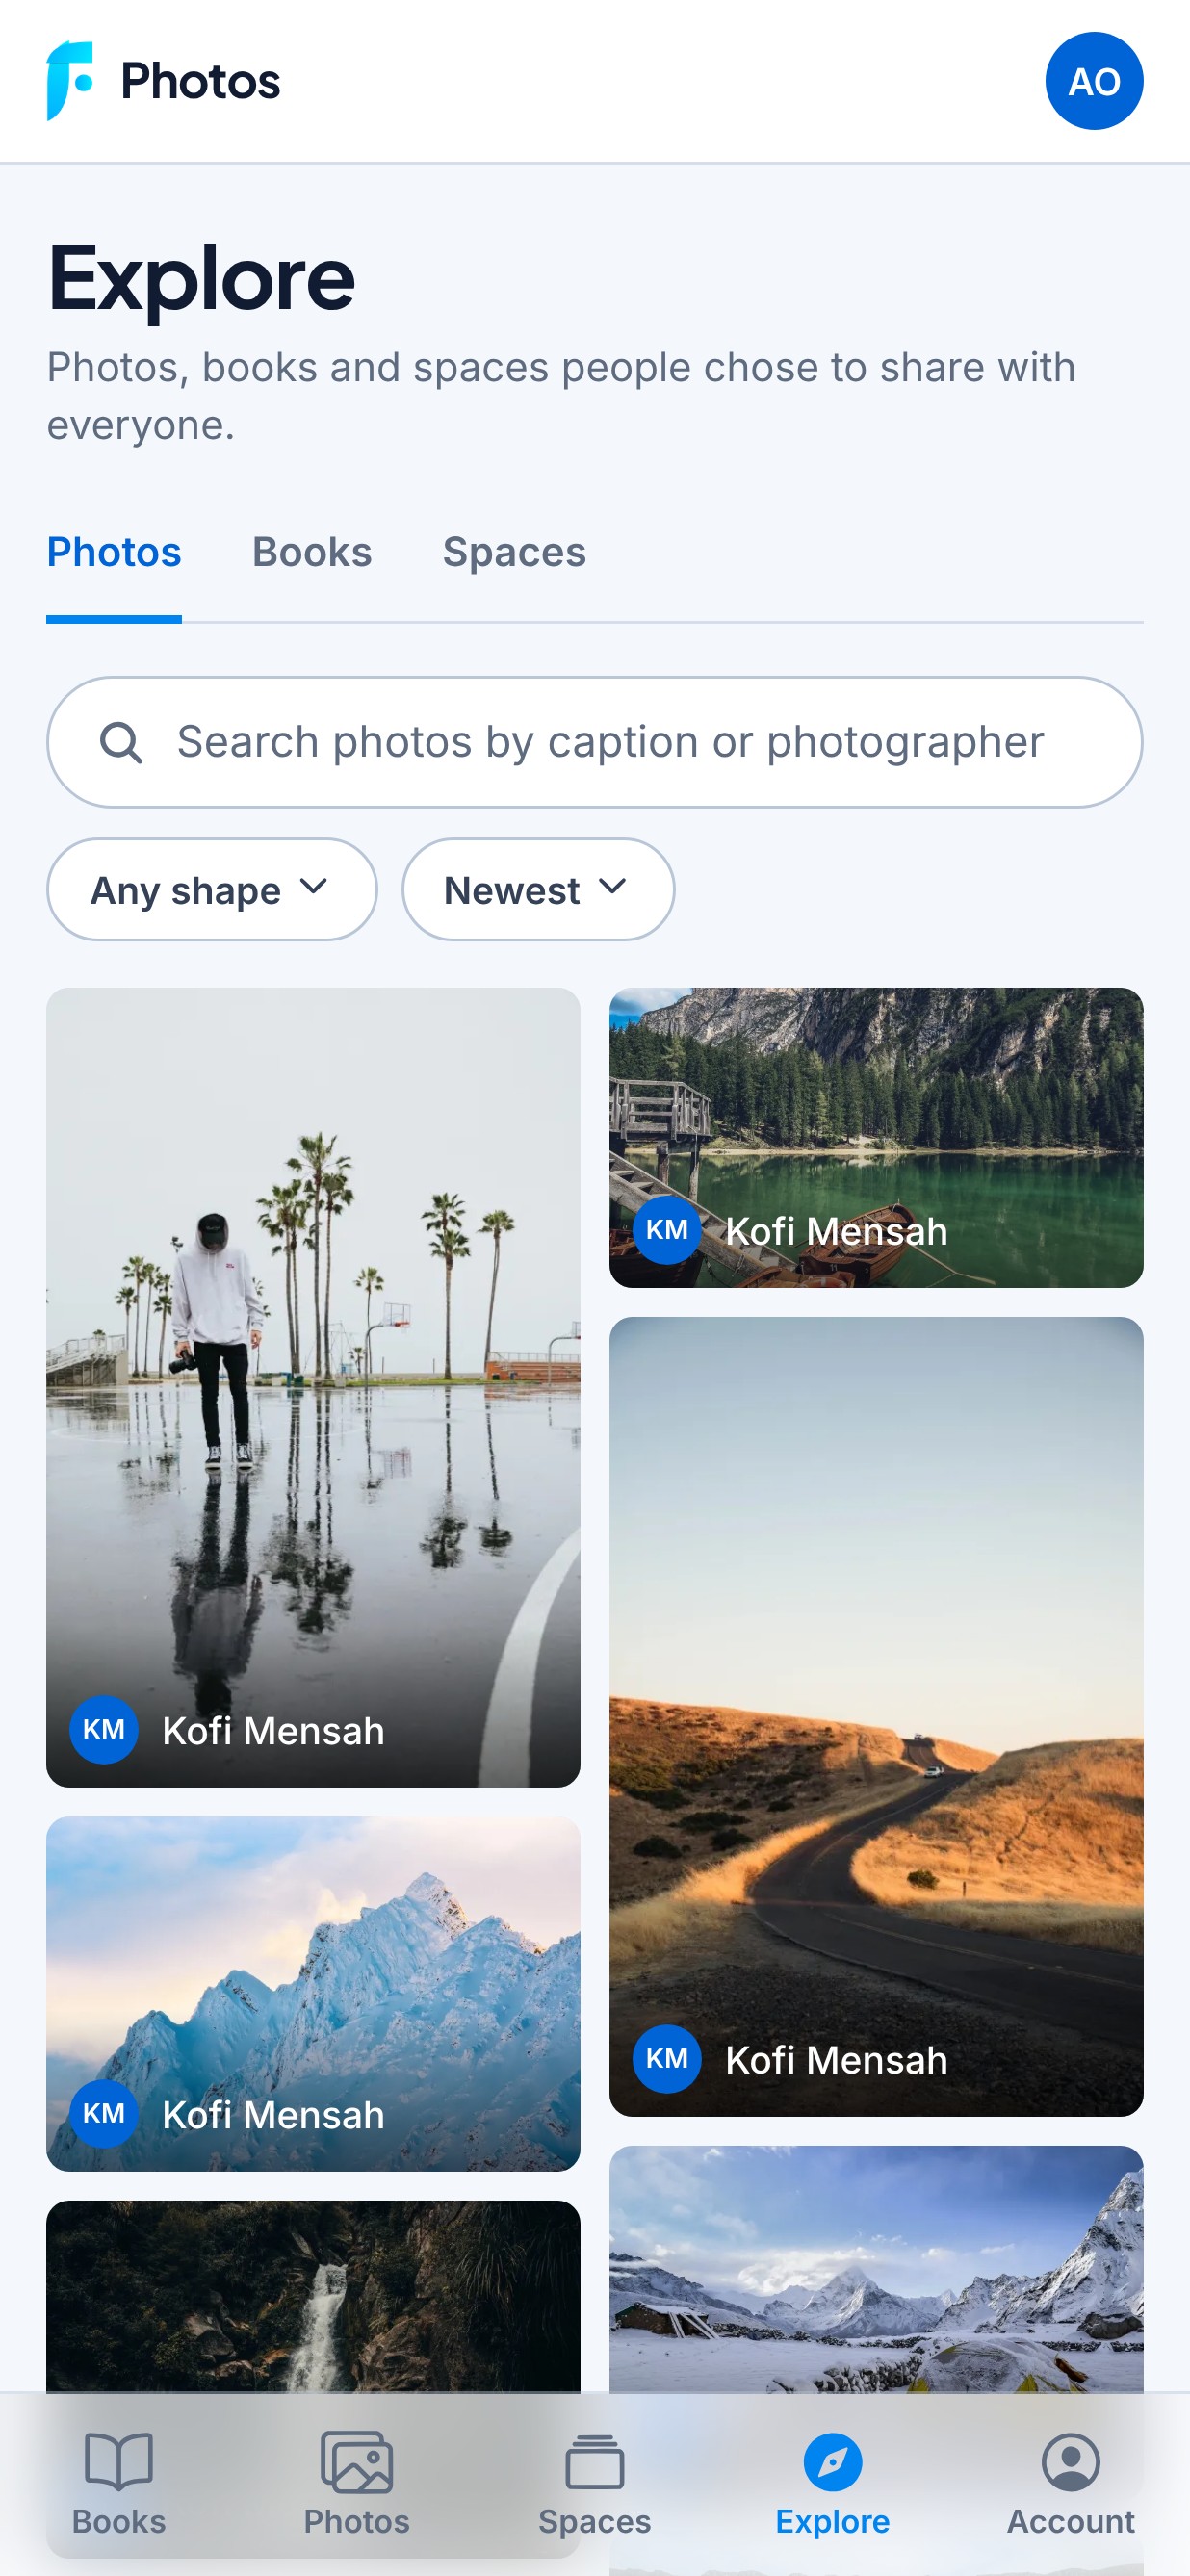 Photos
AO
Explore
Photos, books and spaces people chose to share with
everyone.
Photos Books Spaces
Search photos by caption or photographer
Any shape Newest
KM Kofi Mensah
KM Kofi Mensah
KM Kofi Mensah
KM Kofi Mensah
Books Photos Spaces Explore Account